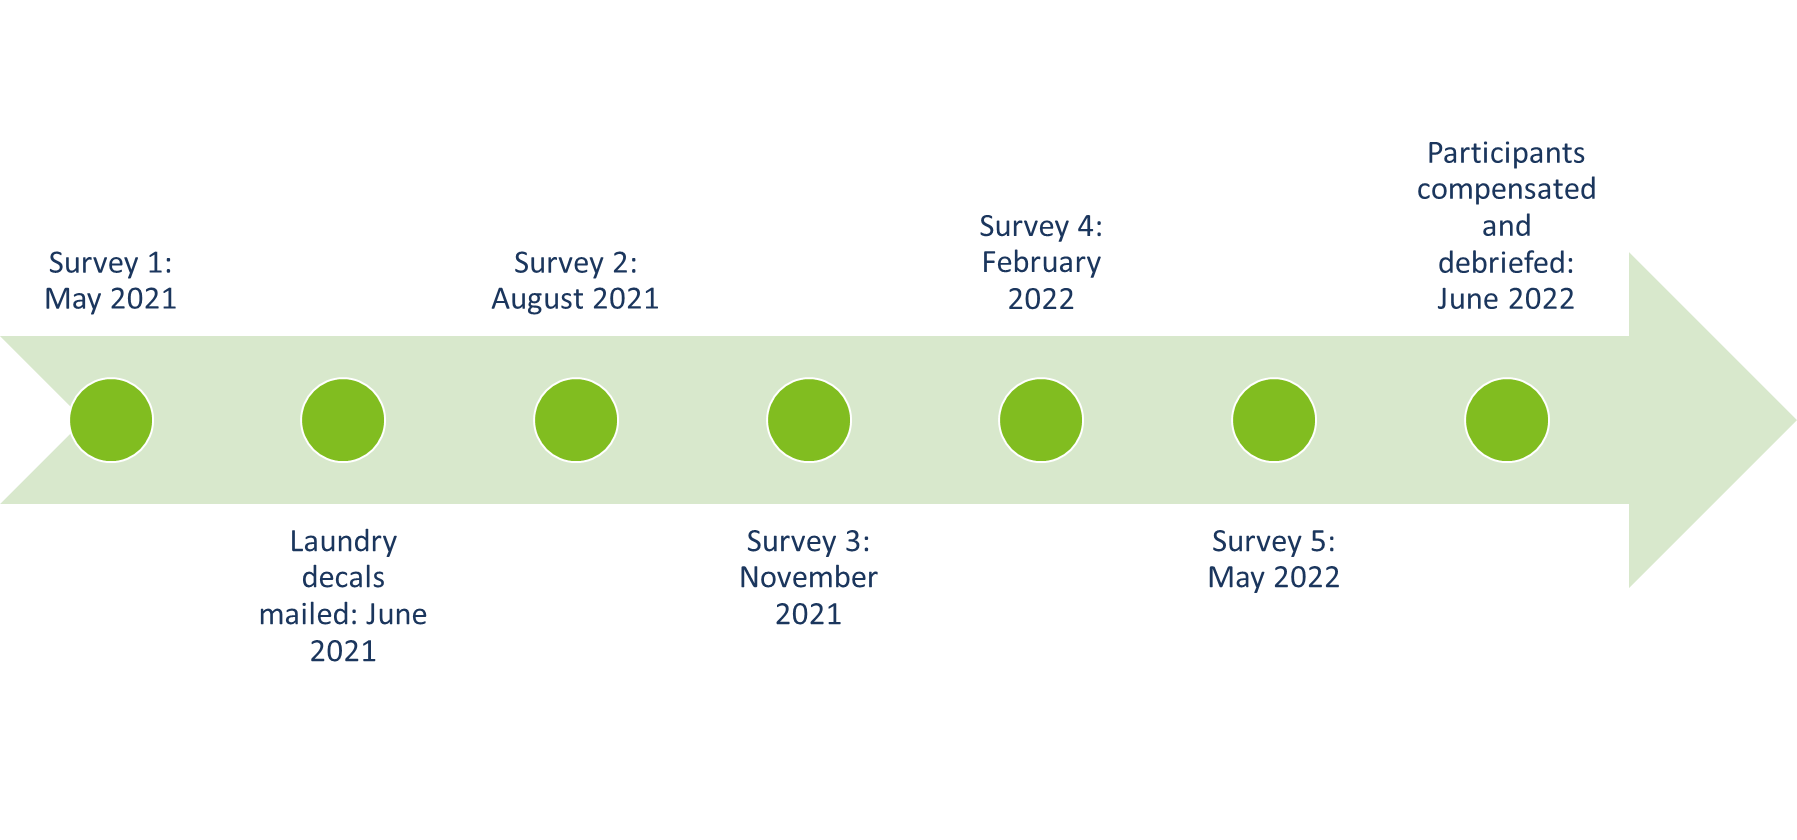 Survey 1:
May 2021
Laundry
decals
mailed: June
2021
Survey 2:
August 2021
Survey 3:
November
2021
Survey 4:
February
2022
Survey 5:
May 2022
Participants
compensated
and
debriefed:
June 2022